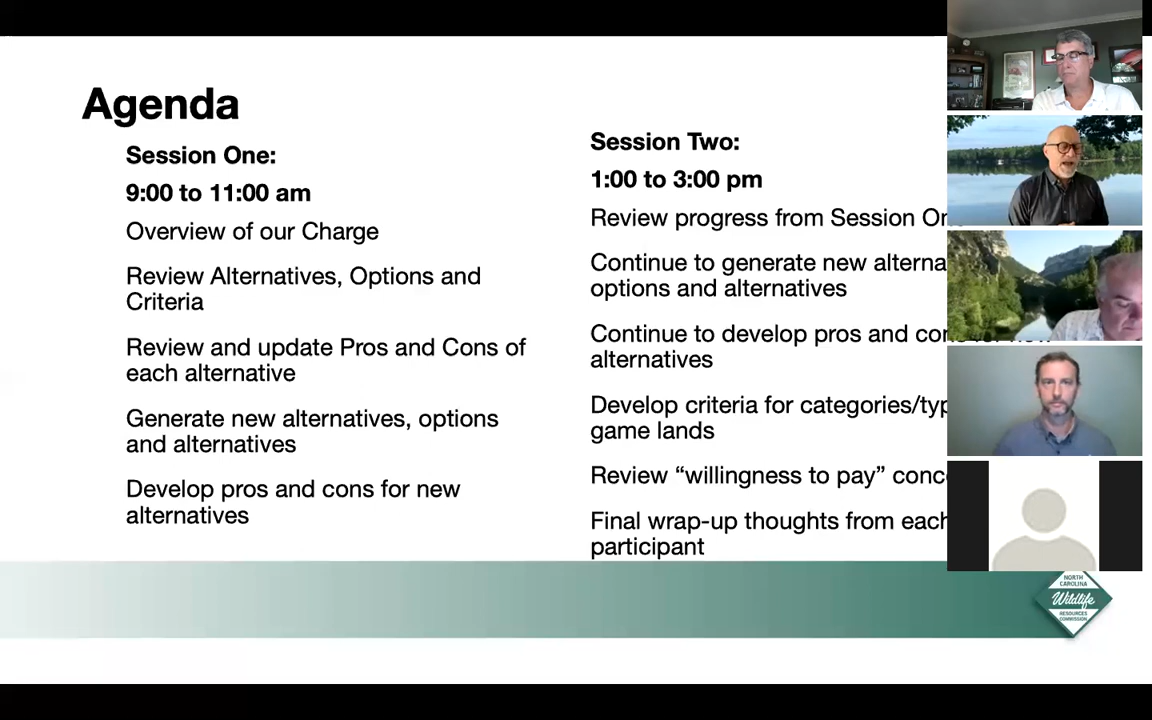 Agenda
Session One:
9:00 to 11:00 am
Overview of our Charge
Review Alternatives, Options and
Criteria
Review and update Pros and Cons of
each alternative
Generate new alternatives, options
and alternatives
Develop pros and cons for new
alternatives
Session Two:
1:00 to 3:00 pm
Review progress from Session
Continue to generate new
options and alternatives
Continue to develop pros and
alternatives
Develop criteria for
game lands
Review “willingness to pay”
Final wrap-up thoughts from each
participant
NORTH
CAROLINA
Wildlife
RESOURCES
COMMISSION